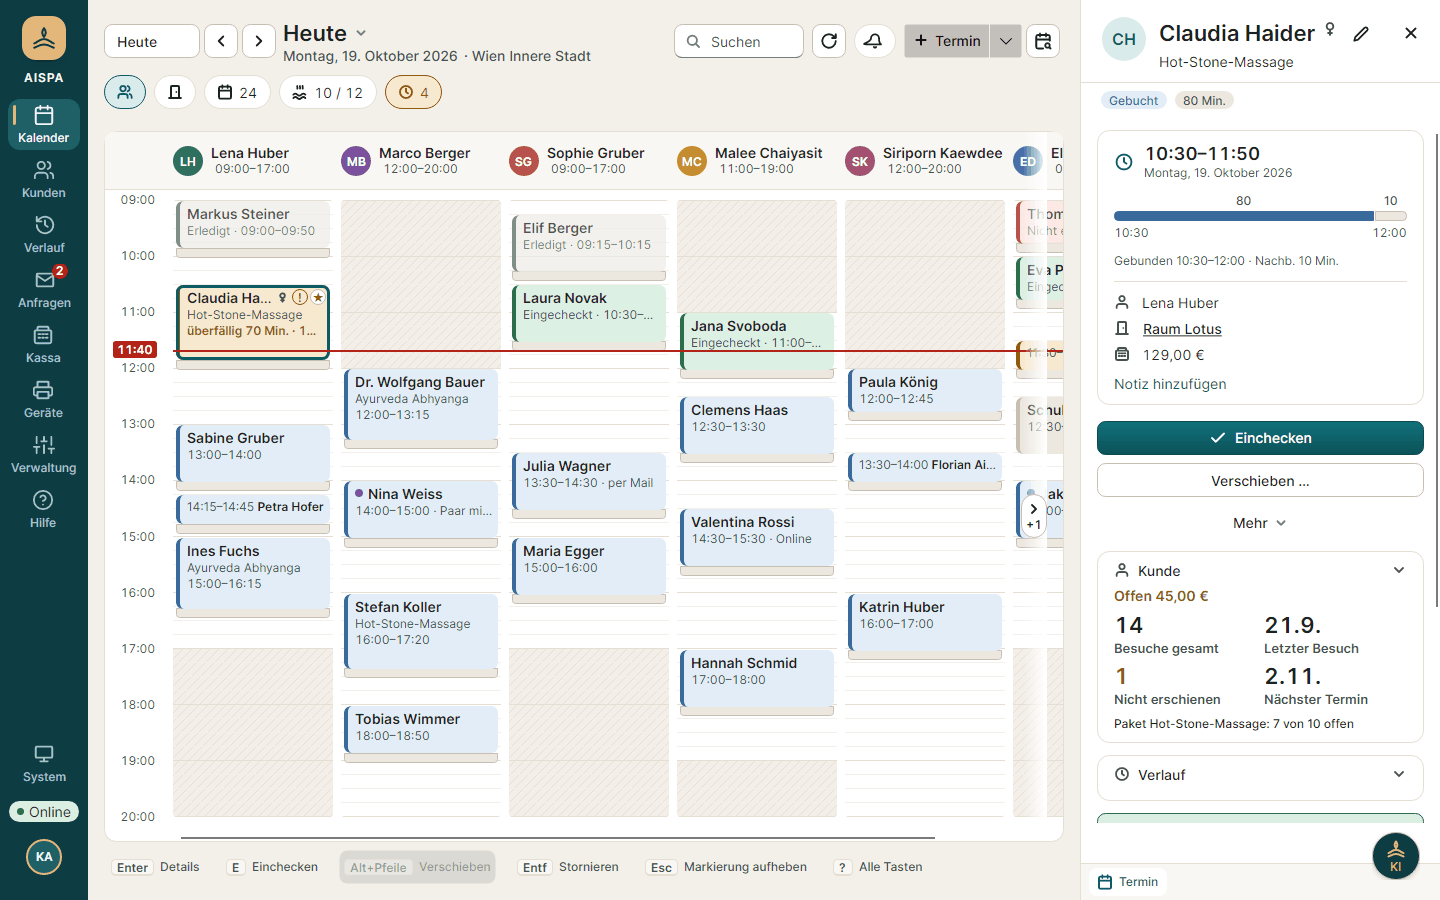 AISPA
Kalender
Kunden
Verlauf
2
Anfragen
Kassa
Geräte
Verwaltung
Hilfe
System
Online
KA
Heute
Heute
Montag, 19. Oktober 2026 · Wien Innere Stadt
Suchen
Termin
24
10 / 12
4
LH
Lena Huber
09:00–17:00
MB
Marco Berger
12:00–20:00
SG
Sophie Gruber
09:00–17:00
MC
Malee Chaiyasit
11:00–19:00
SK
Siriporn Kaewdee
12:00–20:00
ED
El
09:00
10:00
11:00
11:40
12:00
13:00
14:00
15:00
16:00
17:00
18:00
19:00
20:00
Markus Steiner
Erledigt · 09:00–09:50
Claudia Ha...
Hot-Stone-Massage
überfällig 70 Min. · 1...
Sabine Gruber
13:00–14:00
14:15–14:45 Petra Hofer
Ines Fuchs
Ayurveda Abhyanga
15:00–16:15
Dr. Wolfgang Bauer
Ayurveda Abhyanga
12:00–13:15
Nina Weiss
14:00–15:00 · Paar mi...
Stefan Koller
Hot-Stone-Massage
16:00–17:20
Tobias Wimmer
18:00–18:50
Elif Berger
Erledigt · 09:15–10:15
Laura Novak
Eingecheckt · 10:30–...
Julia Wagner
13:30–14:30 · per Mail
Maria Egger
15:00–16:00
Jana Svoboda
Eingecheckt · 11:00–...
Clemens Haas
12:30–13:30
Valentina Rossi
14:30–15:30 · Online
Hannah Schmid
17:00–18:00
Paula König
12:00–12:45
13:30–14:00 Florian Ai...
Katrin Huber
16:00–17:00
Thom
Nicht e
Eva P
Eingec
Schul
+1
Enter Details
E Einchecken
Alt+Pfeile Verschieben
Entf Stornieren
Esc Markierung aufheben
? Alle Tasten
CH
Claudia Haider
Hot-Stone-Massage
Gebucht
80 Min.
10:30–11:50
Montag, 19. Oktober 2026
80 10
10:30 12:00
Gebunden 10:30–12:00 · Nachb. 10 Min.
Lena Huber
Raum Lotus
129,00 €
Notiz hinzufügen
Einchecken
Verschieben ...
Mehr
Kunde
Offen 45,00 €
14
Besuche gesamt
21.9.
Letzter Besuch
1
Nicht erschienen
2.11.
Nächster Termin
Paket Hot-Stone-Massage: 7 von 10 offen
Verlauf
KI
Termin